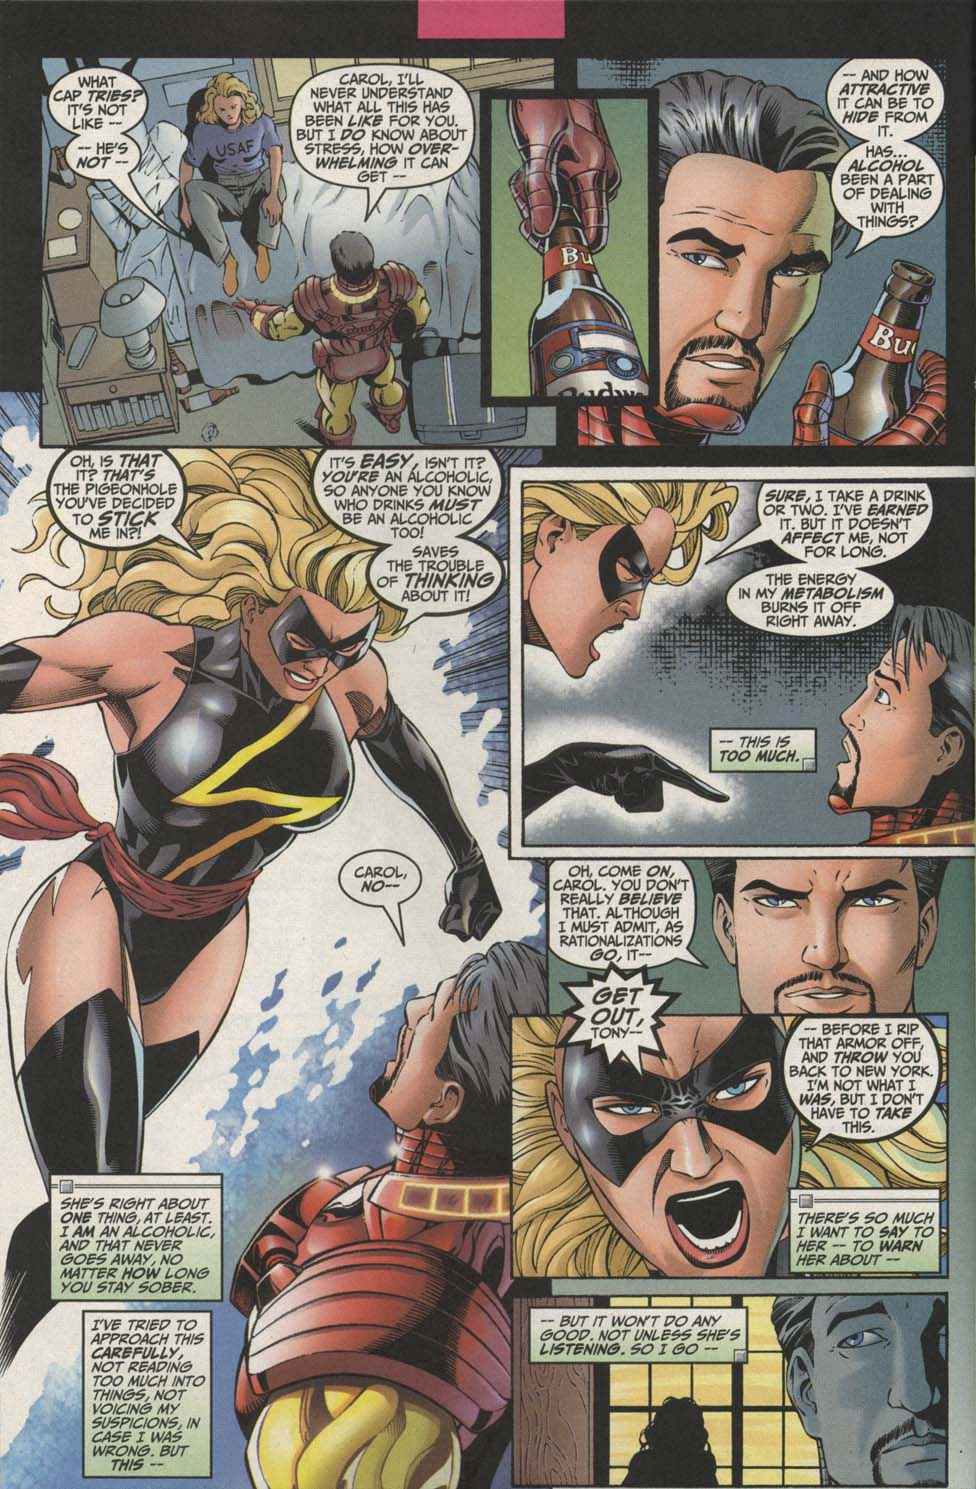 WHAT
CAP TRIES?
IT'S NOT
LIKE --
-- HE'S
NOT --
USAF
CAROL, I'LL
NEVER UNDERSTAND
WHAT ALL THIS HAS
BEEN LIKE FOR YOU.
BUT I DO KNOW ABOUT
STRESS, HOW OVER-
WHELMING IT CAN
GET --
Bu
Budw
-- AND HOW
ATTRACTIVE
IT CAN BE TO
HIDE FROM
IT.
HAS...
ALCOHOL
BEEN A PART
OF DEALING
WITH
THINGS?
Bu
OH, IS THAT
IT? THAT'S
THE PIGEONHOLE
YOU'VE DECIDED
TO STICK
ME IN?!
IT'S EASY, ISN'T IT?
YOU'RE AN ALCOHOLIC,
SO ANYONE YOU KNOW
WHO DRINKS MUST
BE AN ALCOHOLIC
TOO!
SAVES
THE TROUBLE
OF THINKING
ABOUT IT!
CAROL,
NO--
SHE'S RIGHT ABOUT
ONE THING, AT LEAST.
I AM AN ALCOHOLIC,
AND THAT NEVER
GOES AWAY, NO
MATTER HOW LONG
YOU STAY SOBER.
I'VE TRIED TO
APPROACH THIS
CAREFULLY,
NOT READING
TOO MUCH INTO
THINGS, NOT
VOICING MY
SUSPICIONS, IN
CASE I WAS
WRONG. BUT
THIS --
SURE, I TAKE A DRINK
OR TWO. I'VE EARNED
IT. BUT IT DOESN'T
AFFECT ME, NOT
FOR LONG.
THE ENERGY
IN MY METABOLISM
BURNS IT OFF
RIGHT AWAY.
-- THIS IS
TOO MUCH.
OH, COME ON,
CAROL. YOU DON'T
REALLY BELIEVE
THAT. ALTHOUGH
I MUST ADMIT, AS
RATIONALIZATIONS
GO, IT--
GET
OUT,
TONY--
-- BEFORE I RIP
THAT ARMOR OFF,
AND THROW YOU
BACK TO NEW YORK.
I'M NOT WHAT I
WAS, BUT I DON'T
HAVE TO TAKE
THIS.
THERE'S SO MUCH
I WANT TO SAY TO
HER -- TO WARN
HER ABOUT --
-- BUT IT WON'T DO ANY
GOOD. NOT UNLESS SHE'S
LISTENING. SO I GO --